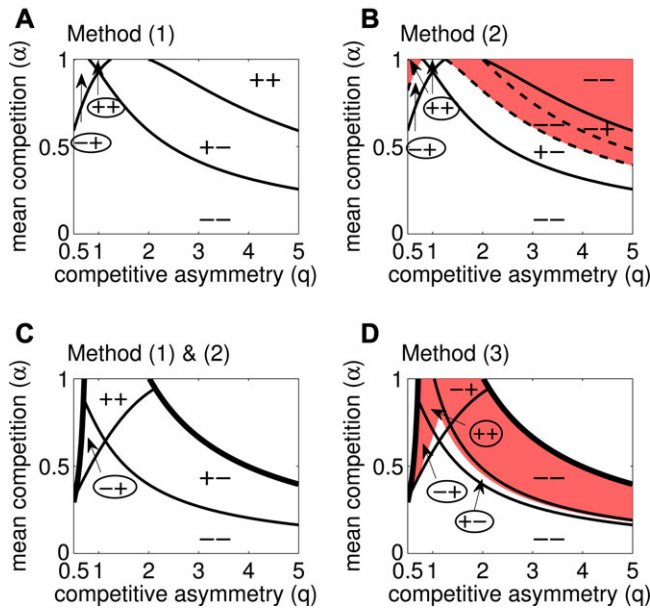 A Method (1)
mean competition (α)
1
0.5
0
++
+−
−−
++
−+
0.5 1 2 3 4 5
competitive asymmetry (q)
B Method (2)
mean competition (α)
1
0.5
0
−−
−−
−+
+−
−−
++
−+
0.5 1 2 3 4 5
competitive asymmetry (q)
C Method (1) & (2)
mean competition (α)
1
0.5
0
++
+−
−+
−−
0.5 1 2 3 4 5
competitive asymmetry (q)
D Method (3)
mean competition (α)
1
0.5
0
−+
++
−−
−+
+−
−−
0.5 1 2 3 4 5
competitive asymmetry (q)